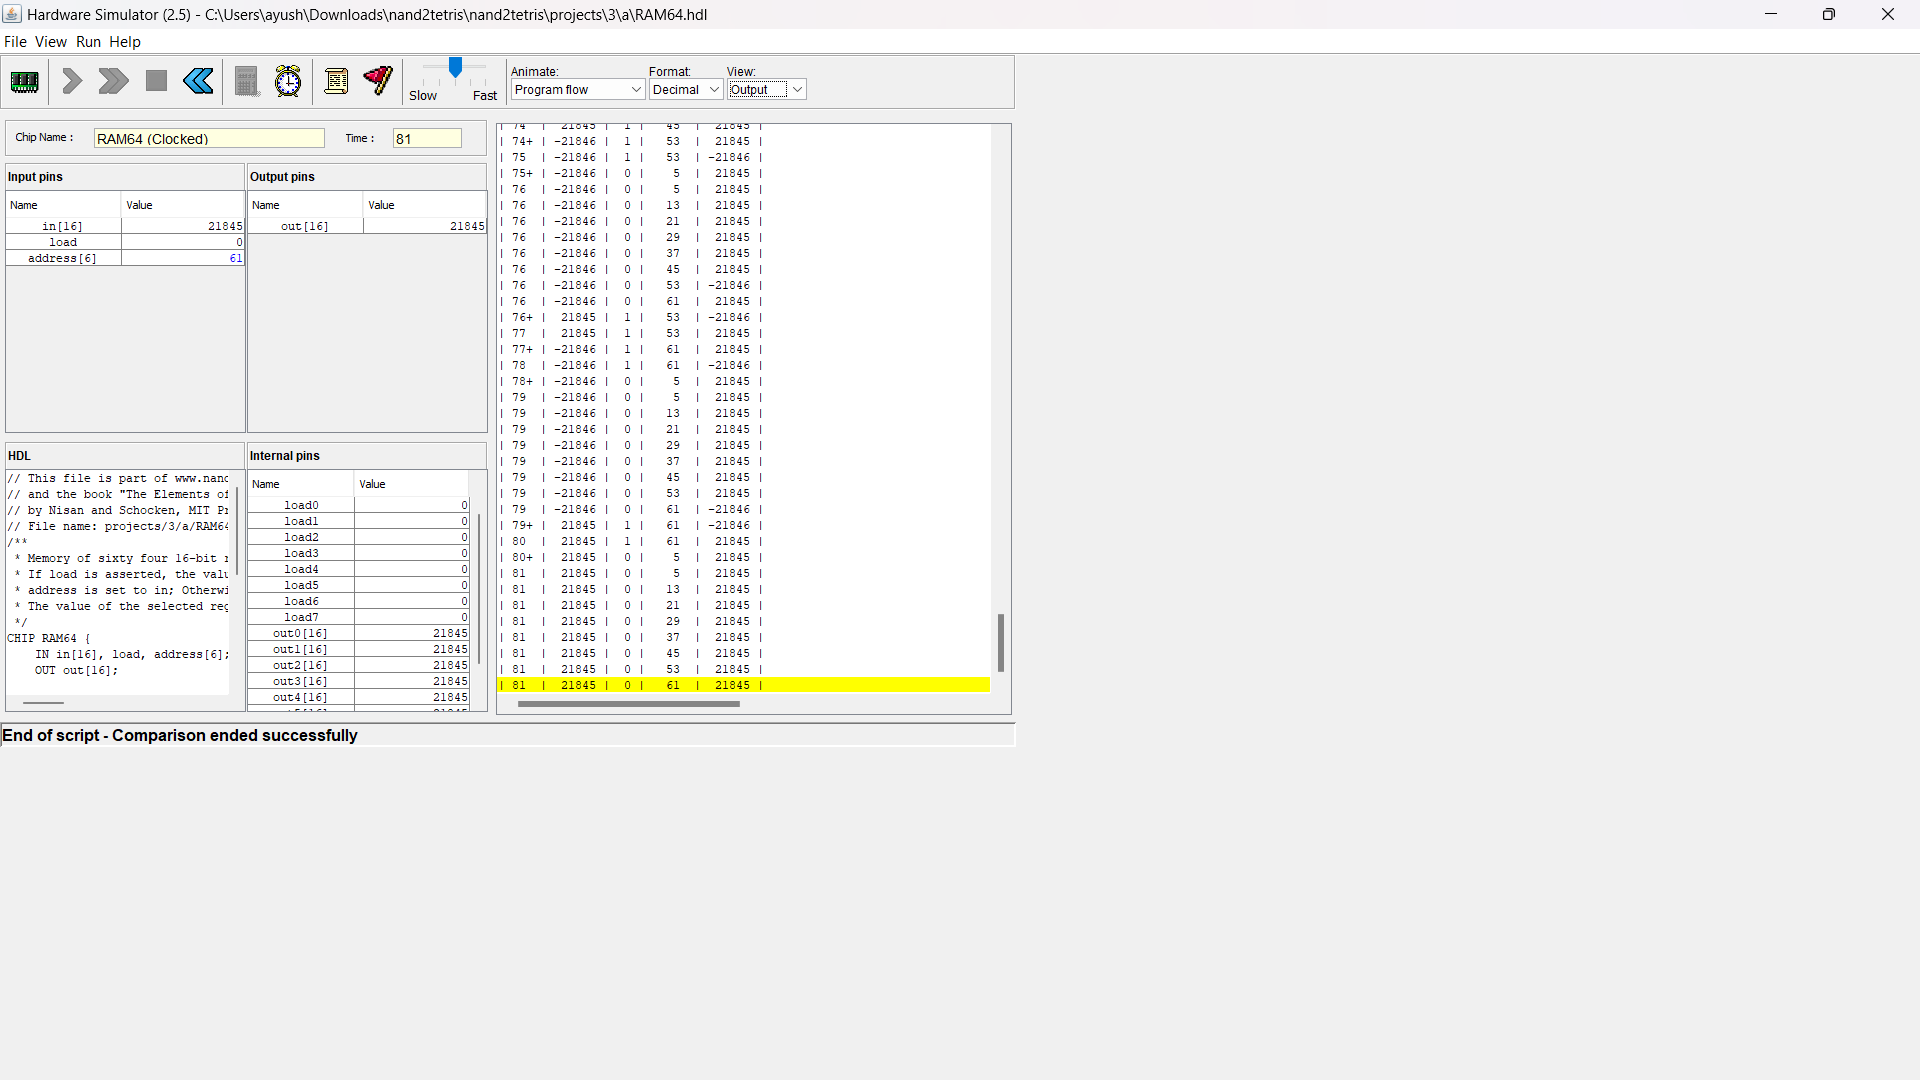 Hardware Simulator (2.5) - C:\Users\ayush\Downloads\nand2tetris\nand2tetris\projects\3\a\RAM64.hdl
File View Run Help
Animate: Format: View:
Slow Fast Program flow Decimal Output
Chip Name : RAM64 (Clocked) Time : 81
Input pins
Name Value
in[16] 21845
load 0
address[6] 61
Output pins
Name Value
out[16] 21845
HDL
// This file is part of www.nanc
// and the book "The Elements of
// by Nisan and Schocken, MIT Pr
// File name: projects/3/a/RAM64
/**
* Memory of sixty four 16-bit r
* If load is asserted, the valu
* address is set to in; Otherwi
* The value of the selected reg
*/
CHIP RAM64 {
IN in[16], load, address[6];
OUT out[16];
Internal pins
Name Value
load0 0
load1 0
load2 0
load3 0
load4 0
load5 0
load6 0
load7 0
out0[16] 21845
out1[16] 21845
out2[16] 21845
out3[16] 21845
out4[16] 21845
| 74 | 21845 | 1 | 45 | 21845 |
| 74+ | -21846 | 1 | 53 | 21845 |
| 75 | -21846 | 1 | 53 | -21846 |
| 75+ | -21846 | 0 | 5 | 21845 |
| 76 | -21846 | 0 | 5 | 21845 |
| 76 | -21846 | 0 | 13 | 21845 |
| 76 | -21846 | 0 | 21 | 21845 |
| 76 | -21846 | 0 | 29 | 21845 |
| 76 | -21846 | 0 | 37 | 21845 |
| 76 | -21846 | 0 | 45 | 21845 |
| 76 | -21846 | 0 | 53 | -21846 |
| 76 | -21846 | 0 | 61 | 21845 |
| 76+ | 21845 | 1 | 53 | -21846 |
| 77 | 21845 | 1 | 53 | 21845 |
| 77+ | -21846 | 1 | 61 | 21845 |
| 78 | -21846 | 1 | 61 | -21846 |
| 78+ | -21846 | 0 | 5 | 21845 |
| 79 | -21846 | 0 | 5 | 21845 |
| 79 | -21846 | 0 | 13 | 21845 |
| 79 | -21846 | 0 | 21 | 21845 |
| 79 | -21846 | 0 | 29 | 21845 |
| 79 | -21846 | 0 | 37 | 21845 |
| 79 | -21846 | 0 | 45 | 21845 |
| 79 | -21846 | 0 | 53 | 21845 |
| 79 | -21846 | 0 | 61 | -21846 |
| 79+ | 21845 | 1 | 61 | -21846 |
| 80 | 21845 | 1 | 61 | 21845 |
| 80+ | 21845 | 0 | 5 | 21845 |
| 81 | 21845 | 0 | 5 | 21845 |
| 81 | 21845 | 0 | 13 | 21845 |
| 81 | 21845 | 0 | 21 | 21845 |
| 81 | 21845 | 0 | 29 | 21845 |
| 81 | 21845 | 0 | 37 | 21845 |
| 81 | 21845 | 0 | 45 | 21845 |
| 81 | 21845 | 0 | 53 | 21845 |
| 81 | 21845 | 0 | 61 | 21845 |
End of script - Comparison ended successfully